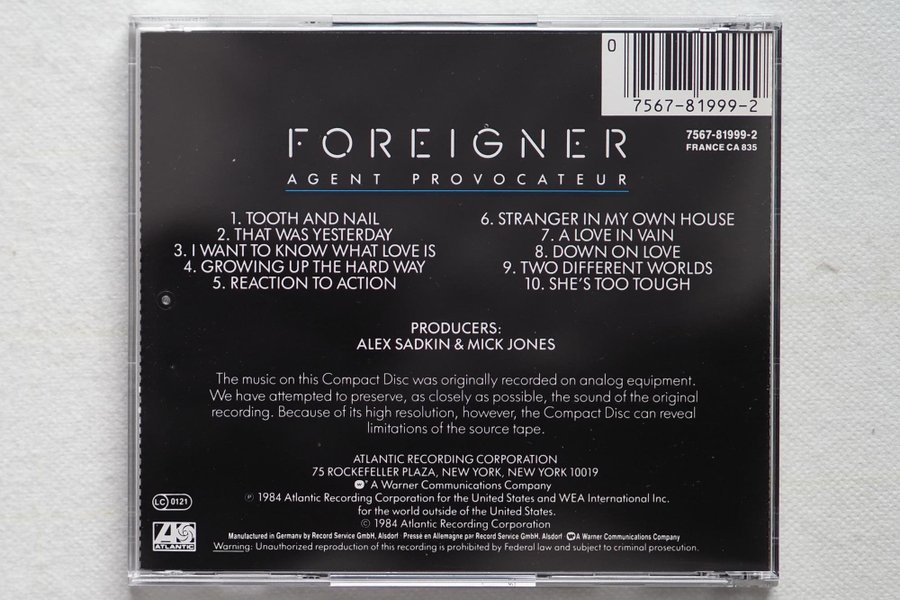 0
7567-81999-2
7567-81999-2
FRANCE CA 835
FOREIGNER
AGENT PROVOCATEUR
1. TOOTH AND NAIL
2. THAT WAS YESTERDAY
3. I WANT TO KNOW WHAT LOVE IS
4. GROWING UP THE HARD WAY
5. REACTION TO ACTION
6. STRANGER IN MY OWN HOUSE
7. A LOVE IN VAIN
8. DOWN ON LOVE
9. TWO DIFFERENT WORLDS
10. SHE'S TOO TOUGH
PRODUCERS:
ALEX SADKIN & MICK JONES
The music on this Compact Disc was originally recorded on analog equipment.
We have attempted to preserve, as closely as possible, the sound of the original
recording. Because of its high resolution, however, the Compact Disc can reveal
limitations of the source tape.
ATLANTIC RECORDING CORPORATION
75 ROCKEFELLER PLAZA, NEW YORK, NEW YORK 10019
A Warner Communications Company
℗ 1984 Atlantic Recording Corporation for the United States and WEA International Inc.
for the world outside of the United States.
© 1984 Atlantic Recording Corporation
LC 0121
ATLANTIC
Manufactured in Germany by Record Service GmbH, Alsdorf · Presse en Allemagne par Record Service GmbH, Alsdorf A Warner Communications Company
Warning: Unauthorized reproduction of this recording is prohibited by Federal law and subject to criminal prosecution.